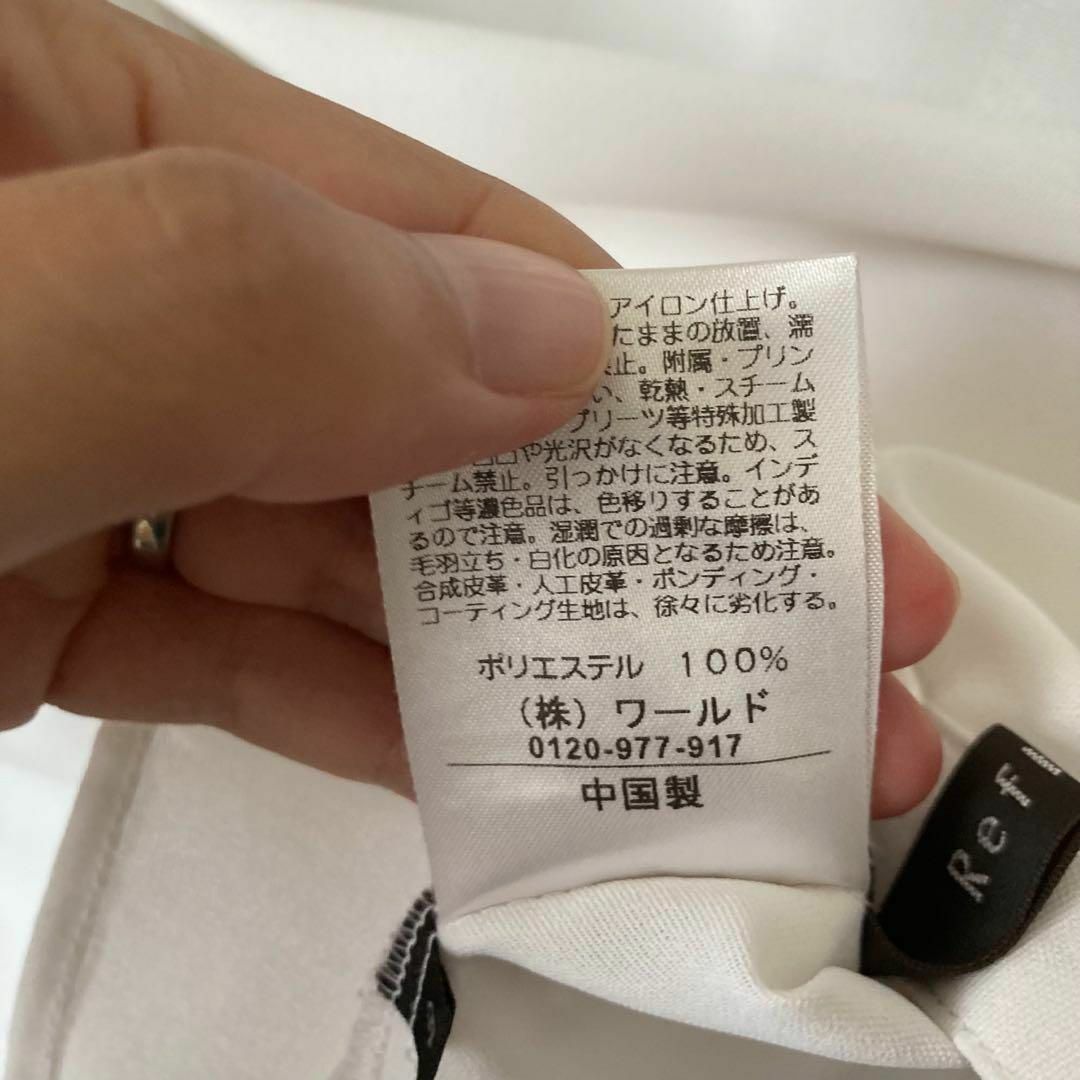 アイロン仕上げ。
たままの放置、濡
止。附属・プリン
い、乾熱・スチーム
プリーツ等特殊加工製
や光沢がなくなるため、ス
チーム禁止。引っかけに注意。インデ
ィゴ等濃色品は、色移りすることがあ
るので注意。湿潤での過剰な摩擦は、
毛羽立ち・白化の原因となるため注意。
合成皮革・人工皮革・ボンディング・
コーティング生地は、徐々に劣化する。
ポリエステル 100%
(株) ワールド
0120-977-917
中国製
Ref